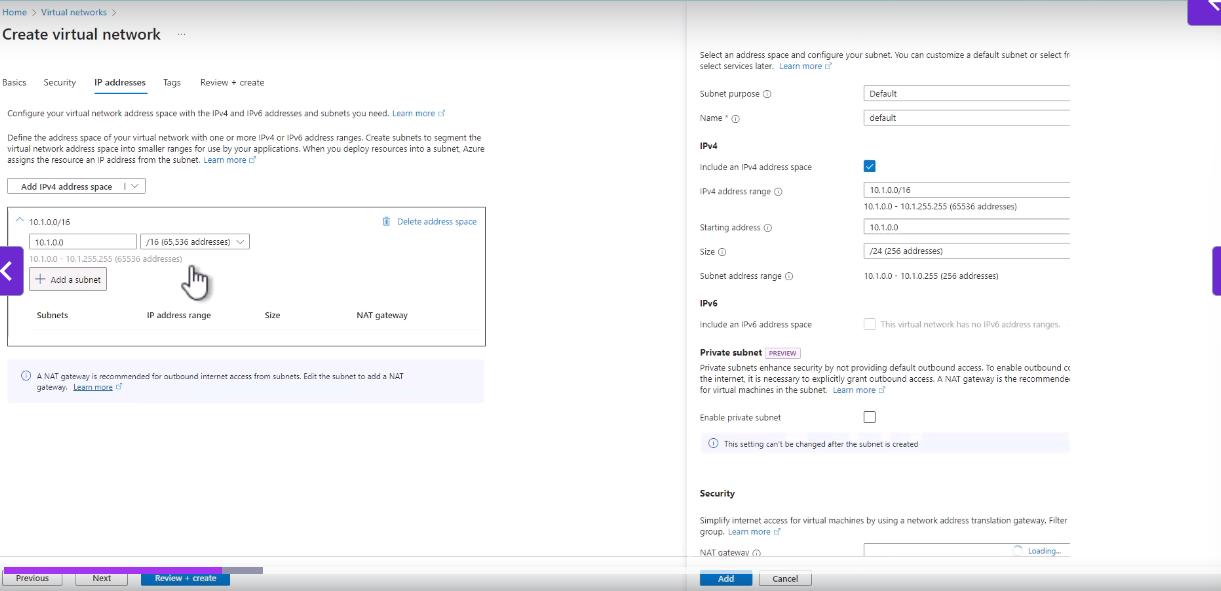 Home > Virtual networks >
Create virtual network ...
Basics Security IP addresses Tags Review + create
Configure your virtual network address space with the IPv4 and IPv6 addresses and subnets you need. Learn more
Define the address space of your virtual network with one or more IPv4 or IPv6 address ranges. Create subnets to segment the
virtual network address space into smaller ranges for use by your applications. When you deploy resources into a subnet, Azure
assigns the resource an IP address from the subnet. Learn more
Add IPv4 address space
10.1.0.0/16
Delete address space
10.1.0.0
/16 (65,536 addresses)
10.1.0.0 - 10.1.255.255 (65536 addresses)
+ Add a subnet
Subnets IP address range Size NAT gateway
A NAT gateway is recommended for outbound internet access from subnets. Edit the subnet to add a NAT
gateway. Learn more
Previous Next Review + create
Select an address space and configure your subnet. You can customize a default subnet or select fr
select services later. Learn more
Subnet purpose Default
Name * default
IPv4
Include an IPv4 address space
IPv4 address range 10.1.0.0/16
10.1.0.0 - 10.1.255.255 (65536 addresses)
Starting address 10.1.0.0
Size /24 (256 addresses)
Subnet address range 10.1.0.0 - 10.1.0.255 (256 addresses)
IPv6
Include an IPv6 address space This virtual network has no IPv6 address ranges.
Private subnet PREVIEW
Private subnets enhance security by not providing default outbound access. To enable outbound co
the internet, it is necessary to explicitly grant outbound access. A NAT gateway is the recommende
for virtual machines in the subnet. Learn more
Enable private subnet
This setting can't be changed after the subnet is created
Security
Simplify internet access for virtual machines by using a network address translation gateway. Filter
group. Learn more
NAT gateway Loading...
Add Cancel